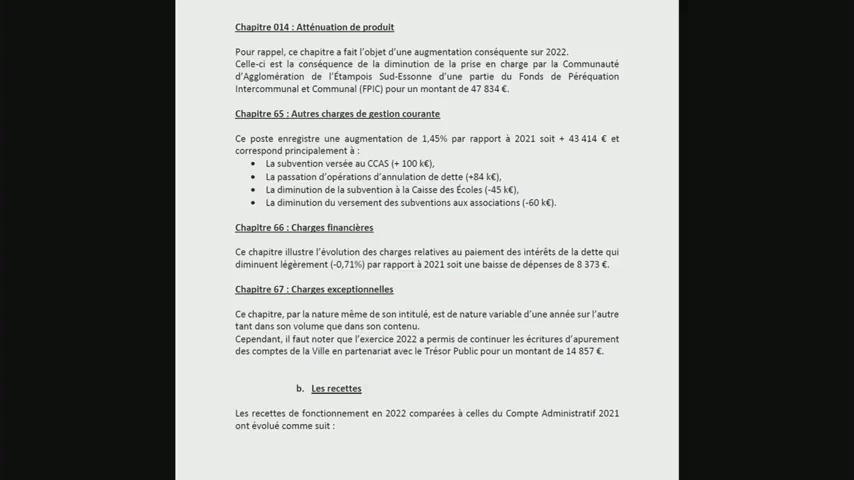 Chapitre 014 : Atténuation de produit
Pour rappel, ce chapitre a fait l'objet d'une augmentation conséquente sur 2022.
Celle-ci est la conséquence de la diminution de la prise en charge par la Communauté
d'Agglomération de l'Étampois Sud-Essonne d'une partie du Fonds de Péréquation
Intercommunal et Communal (FPIC) pour un montant de 47 834 €.
Chapitre 65 : Autres charges de gestion courante
Ce poste enregistre une augmentation de 1,45% par rapport à 2021 soit + 43 414 € et
correspond principalement à :
• La subvention versée au CCAS (+ 100 k€),
• La passation d'opérations d'annulation de dette (+84 k€),
• La diminution de la subvention à la Caisse des Écoles (-45 k€),
• La diminution du versement des subventions aux associations (-60 k€).
Chapitre 66 : Charges financières
Ce chapitre illustre l'évolution des charges relatives au paiement des intérêts de la dette qui
diminuent légèrement (-0,71%) par rapport à 2021 soit une baisse de dépenses de 8 373 €.
Chapitre 67 : Charges exceptionnelles
Ce chapitre, par la nature même de son intitulé, est de nature variable d'une année sur l'autre
tant dans son volume que dans son contenu.
Cependant, il faut noter que l'exercice 2022 a permis de continuer les écritures d'apurement
des comptes de la Ville en partenariat avec le Trésor Public pour un montant de 14 857 €.
b. Les recettes
Les recettes de fonctionnement en 2022 comparées à celles du Compte Administratif 2021
ont évolué comme suit :